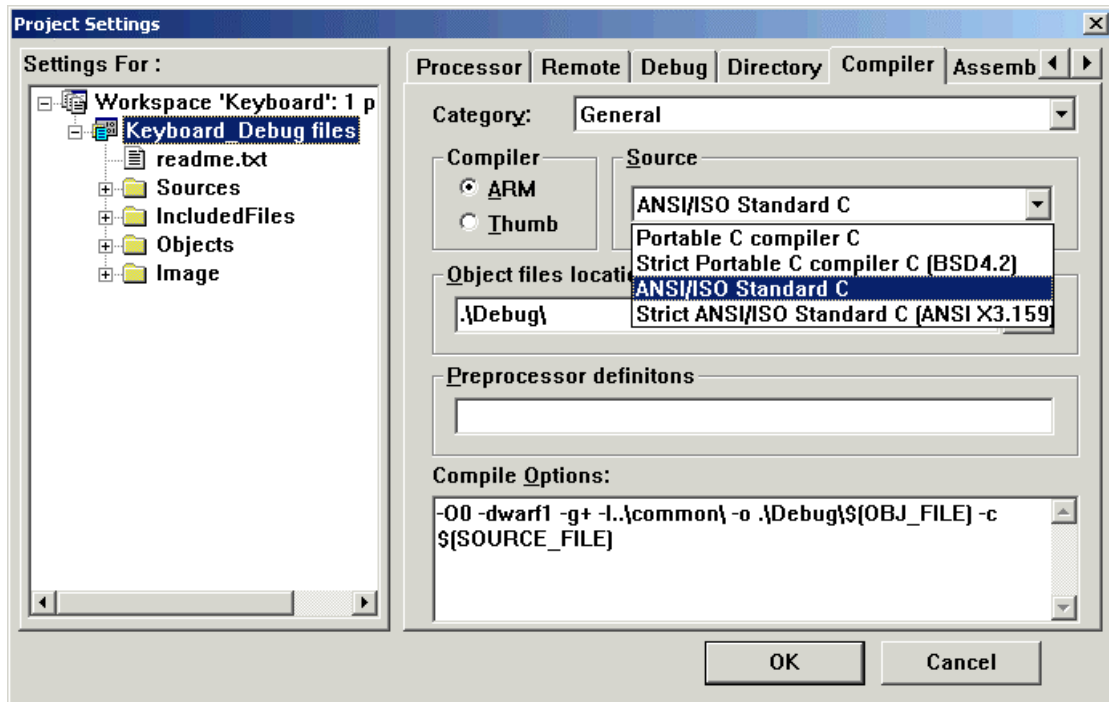 Project Settings
Settings For :
Workspace 'Keyboard': 1 p
Keyboard_Debug files
readme.txt
Sources
IncludedFiles
Objects
Image
Processor Remote Debug Directory Compiler Assemb
Category: General
Compiler
ARM
Thumb
Source
ANSI/ISO Standard C
Portable C compiler C
Strict Portable C compiler C (BSD4.2)
ANSI/ISO Standard C
Strict ANSI/ISO Standard C (ANSI X3.159)
Object files locati
.\Debug\
Preprocessor definitons
Compile Options:
-O0 -dwarf1 -g+ -I..\common\ -o .\Debug\$(OBJ_FILE) -c
$(SOURCE_FILE)
OK Cancel